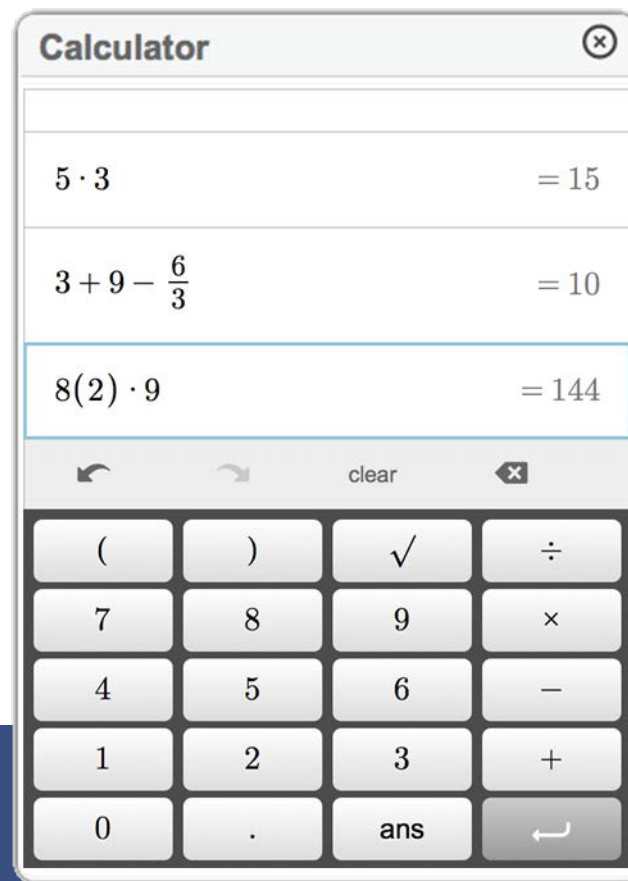 Calculator
5 · 3 = 15
3 + 9 − 6/3 = 10
8(2) · 9 = 144
clear
( ) √ ÷
7 8 9 ×
4 5 6 −
1 2 3 +
0 . ans